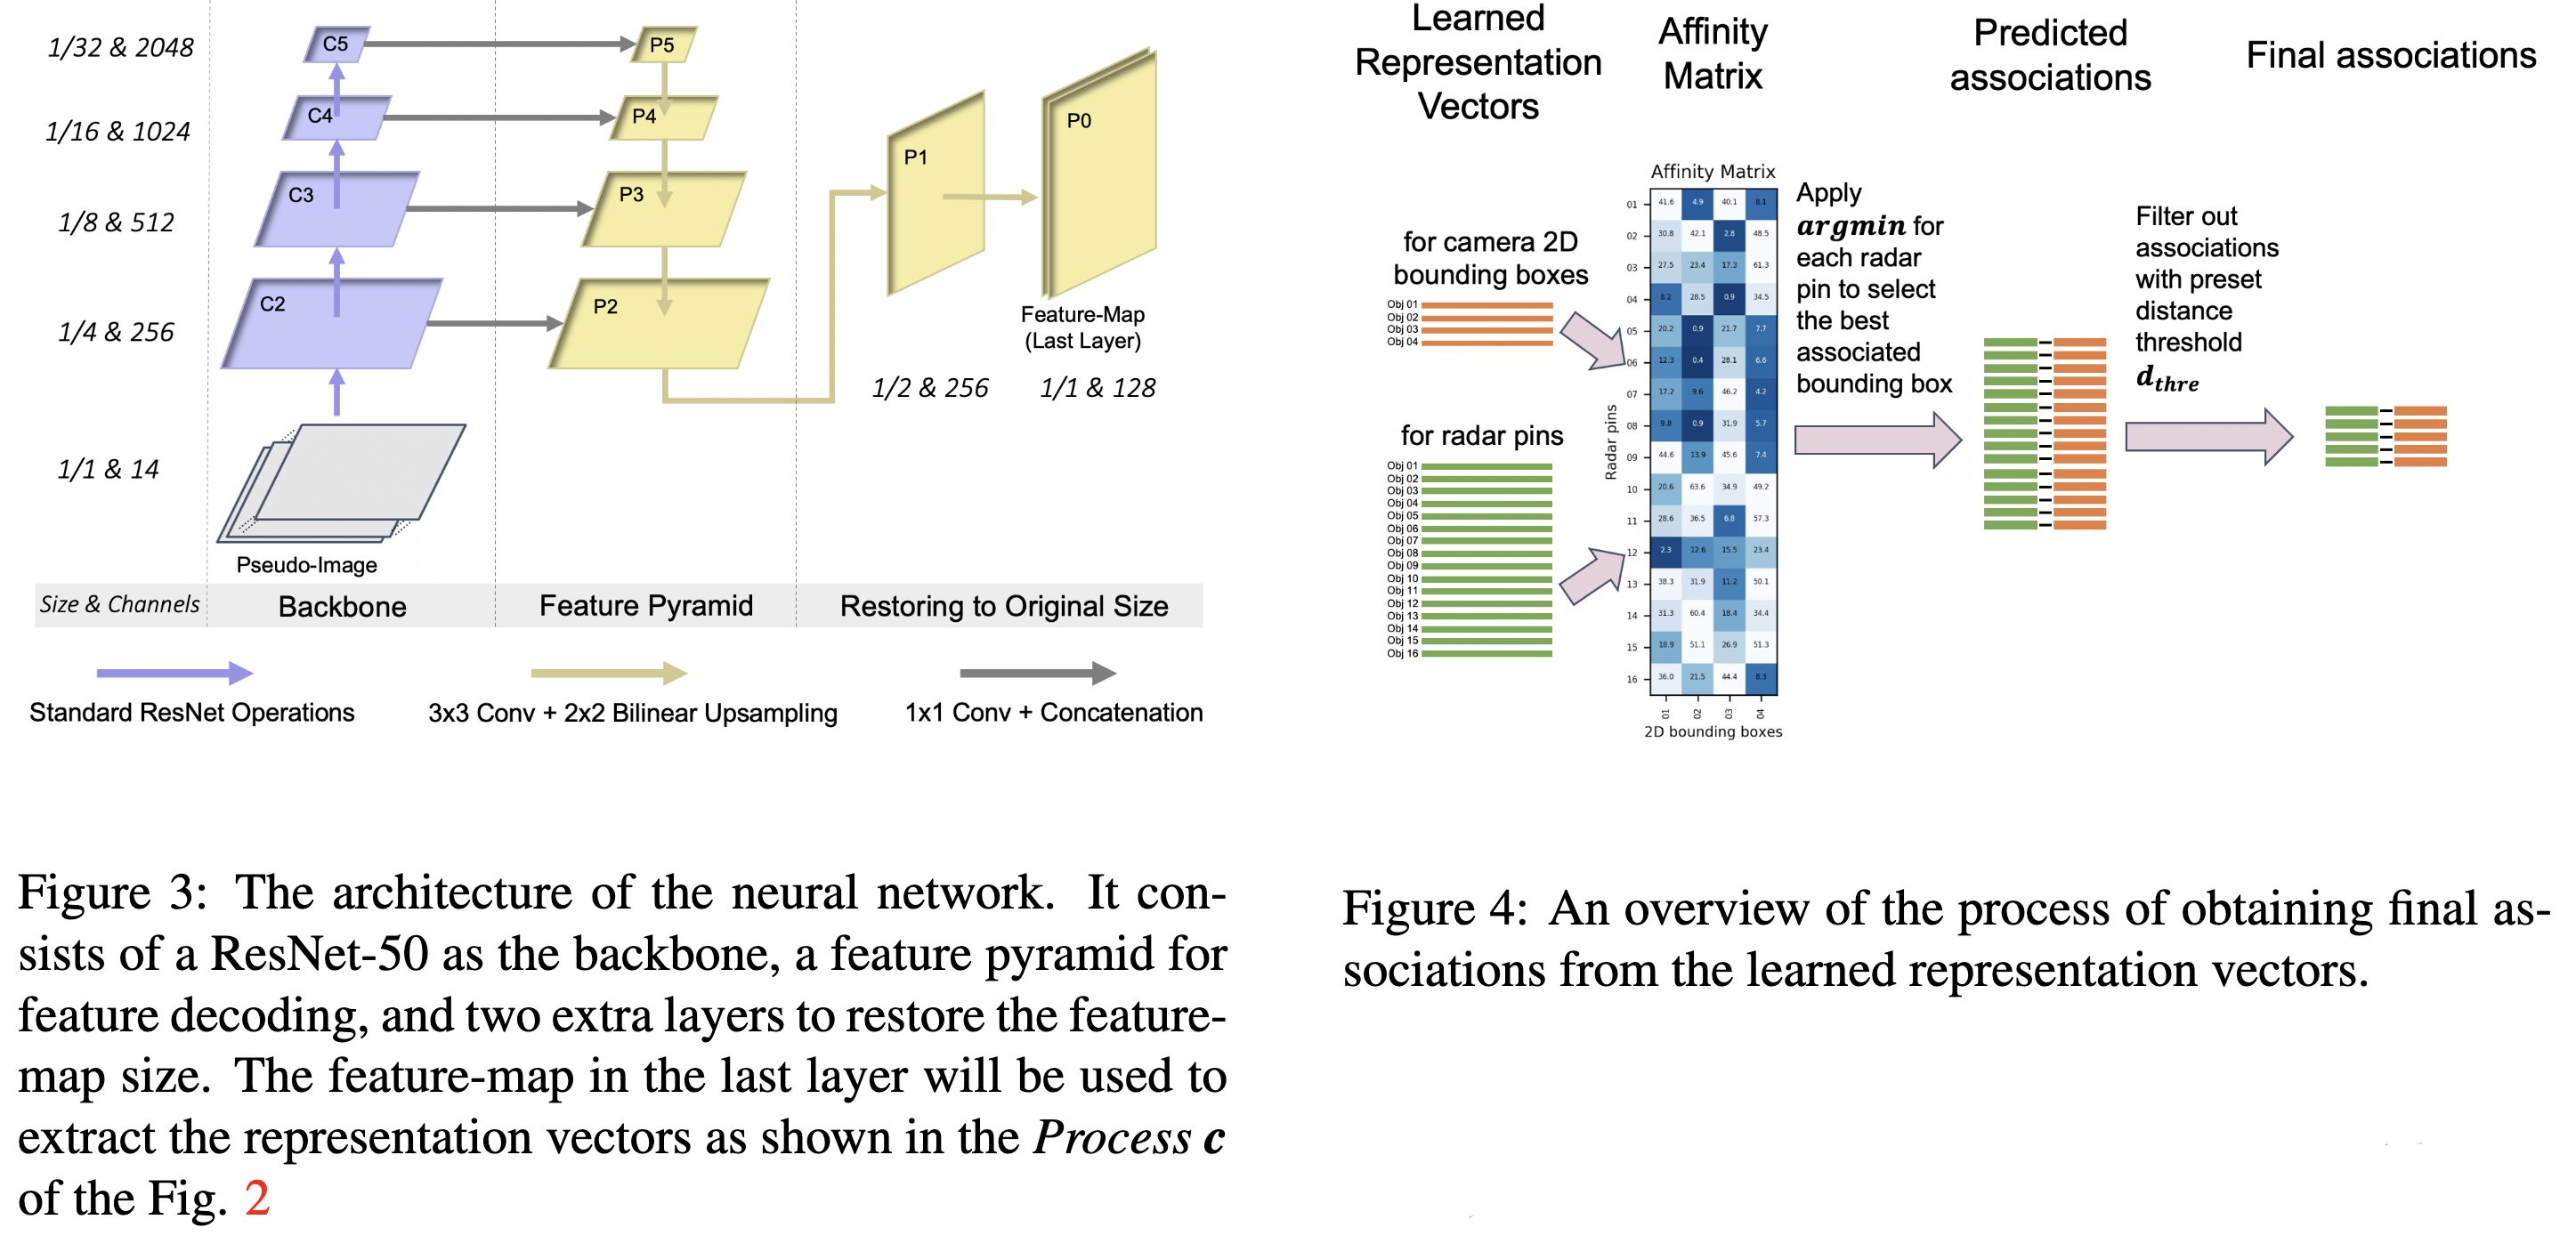 1/32 & 2048
1/16 & 1024
1/8 & 512
1/4 & 256
1/1 & 14
C5
C4
C3
C2
Pseudo-Image
P5
P4
P3
P2
P1
P0
Feature-Map
(Last Layer)
1/2 & 256
1/1 & 128
Size & Channels
Backbone
Feature Pyramid
Restoring to Original Size
Standard ResNet Operations
3x3 Conv + 2x2 Bilinear Upsampling
1x1 Conv + Concatenation
Figure 3: The architecture of the neural network. It con-
sists of a ResNet-50 as the backbone, a feature pyramid for
feature decoding, and two extra layers to restore the feature-
map size. The feature-map in the last layer will be used to
extract the representation vectors as shown in the Process c
of the Fig. 2
Learned
Representation
Vectors
Affinity
Matrix
Predicted
associations
Final associations
for camera 2D
bounding boxes
Obj 01
Obj 02
Obj 03
Obj 04
for radar pins
Obj 01
Obj 02
Obj 03
Obj 04
Obj 05
Obj 06
Obj 07
Obj 08
Obj 09
Obj 10
Obj 11
Obj 12
Obj 13
Obj 14
Obj 15
Obj 16
Affinity Matrix
Radar pins
01 41.6 4.9 40.1 8.1
02 30.8 42.1 2.8 48.5
03 27.5 23.4 17.3 61.3
04 8.2 28.5 0.9 34.5
05 20.2 0.9 21.7 7.7
06 12.3 0.4 28.1 6.6
07 17.2 9.6 46.2 4.2
08 9.8 0.9 31.9 5.7
09 44.6 13.9 45.6 7.4
10 20.6 63.6 34.9 49.2
11 28.6 36.5 6.8 57.3
12 2.3 12.6 15.5 23.4
13 38.3 31.9 11.2 50.1
14 31.3 60.4 18.4 34.4
15 18.9 51.1 26.9 51.3
16 36.0 21.5 44.4 8.3
01 02 03 04
2D bounding boxes
Apply
argmin for
each radar
pin to select
the best
associated
bounding box
Filter out
associations
with preset
distance
threshold
d_thre
Figure 4: An overview of the process of obtaining final as-
sociations from the learned representation vectors.